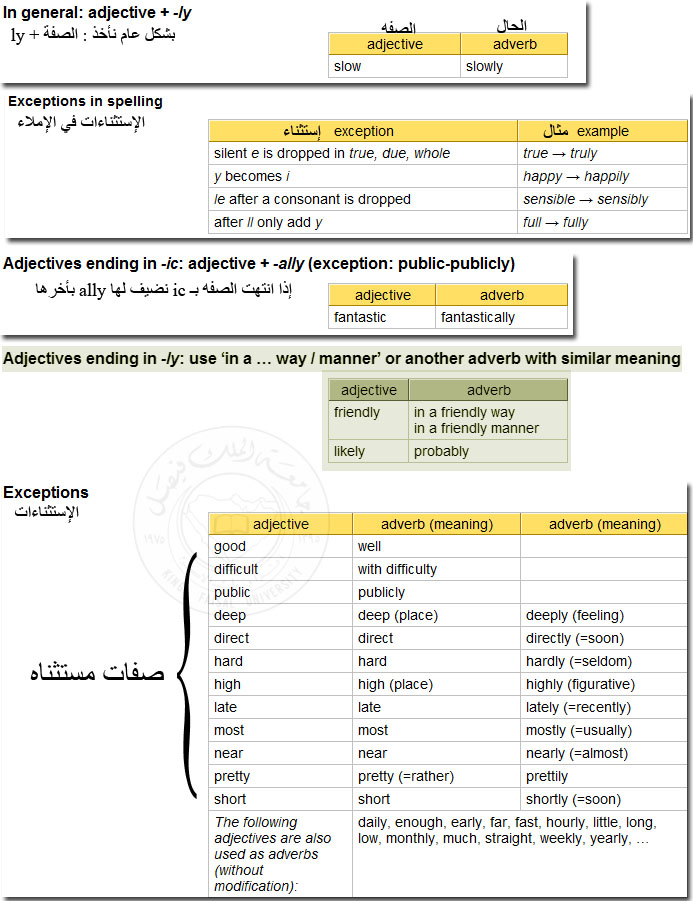 In general: adjective + -ly
بشكل عام نأخذ : الصفة + ly
الصفه الحال
adjective adverb
slow slowly
Exceptions in spelling
الإستثناءات في الإملاء
إستثناء exception مثال example
silent e is dropped in true, due, whole true → truly
y becomes i happy → happily
le after a consonant is dropped sensible → sensibly
after ll only add y full → fully
Adjectives ending in -ic: adjective + -ally (exception: public-publicly)
إذا انتهت الصفه بـ ic نضيف لها ally بأخرها
adjective adverb
fantastic fantastically
Adjectives ending in -ly: use ‘in a … way / manner’ or another adverb with similar meaning
adjective adverb
friendly in a friendly way
in a friendly manner
likely probably
Exceptions
الإستثناءات
adjective adverb (meaning) adverb (meaning)
good well
difficult with difficulty
public publicly
deep deep (place) deeply (feeling)
direct direct directly (=soon)
hard hard hardly (=seldom)
صفات مستثناه
high high (place) highly (figurative)
late late lately (=recently)
most most mostly (=usually)
near near nearly (=almost)
pretty pretty (=rather) prettily
short short shortly (=soon)
The following adjectives are also used as adverbs (without modification):
daily, enough, early, far, fast, hourly, little, long,
low, monthly, much, straight, weekly, yearly, …
جامعة الملك فيصل
١٩٧٥ ١٣٩٥
KING FAISAL UNIVERSITY